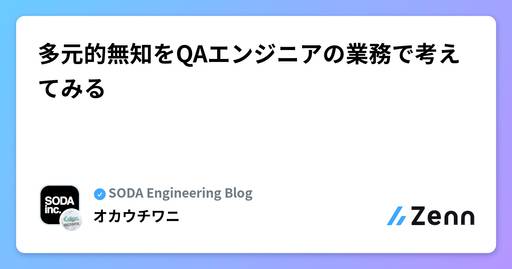 多元的無知をQAエンジニアの業務で考え
てみる
SODA
inc.
SODA Engineering Blog
オカウチワニ
Zenn